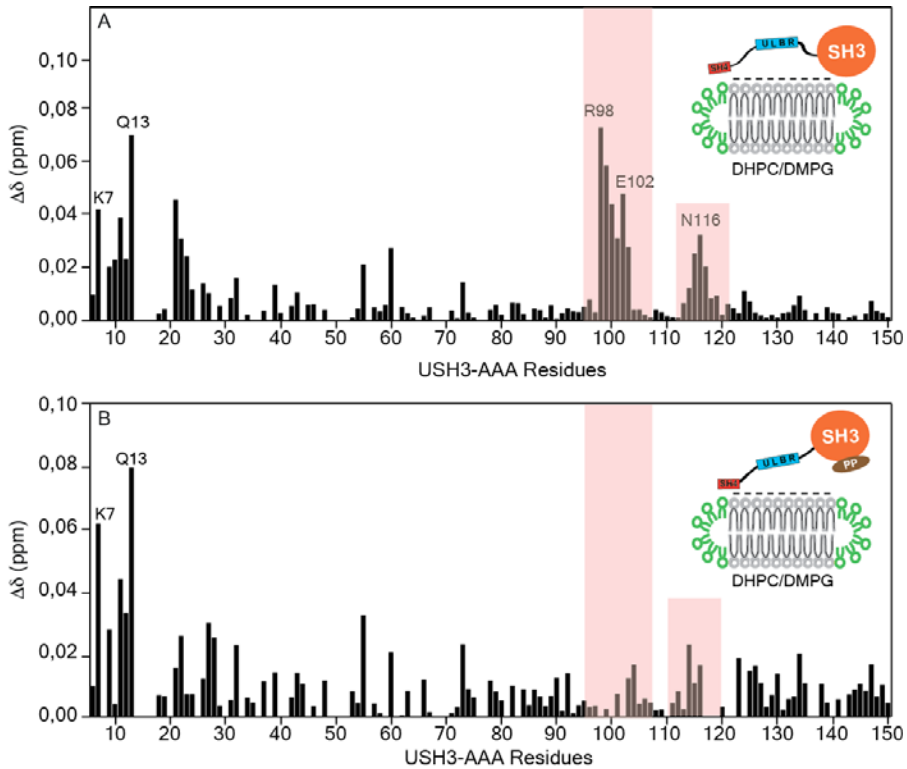 A
0,10
0,08
0,06
0,04
0,02
0,00
Δδ (ppm)
K7
Q13
R98
E102
N116
SH4
ULBR
SH3
DHPC/DMPG
10 20 30 40 50 60 70 80 90 100 110 120 130 140 150
USH3-AAA Residues
B
0,10
0,08
0,06
0,04
0,02
0,00
Δδ (ppm)
K7
Q13
SH4
ULBR
SH3
PP
DHPC/DMPG
10 20 30 40 50 60 70 80 90 100 110 120 130 140 150
USH3-AAA Residues